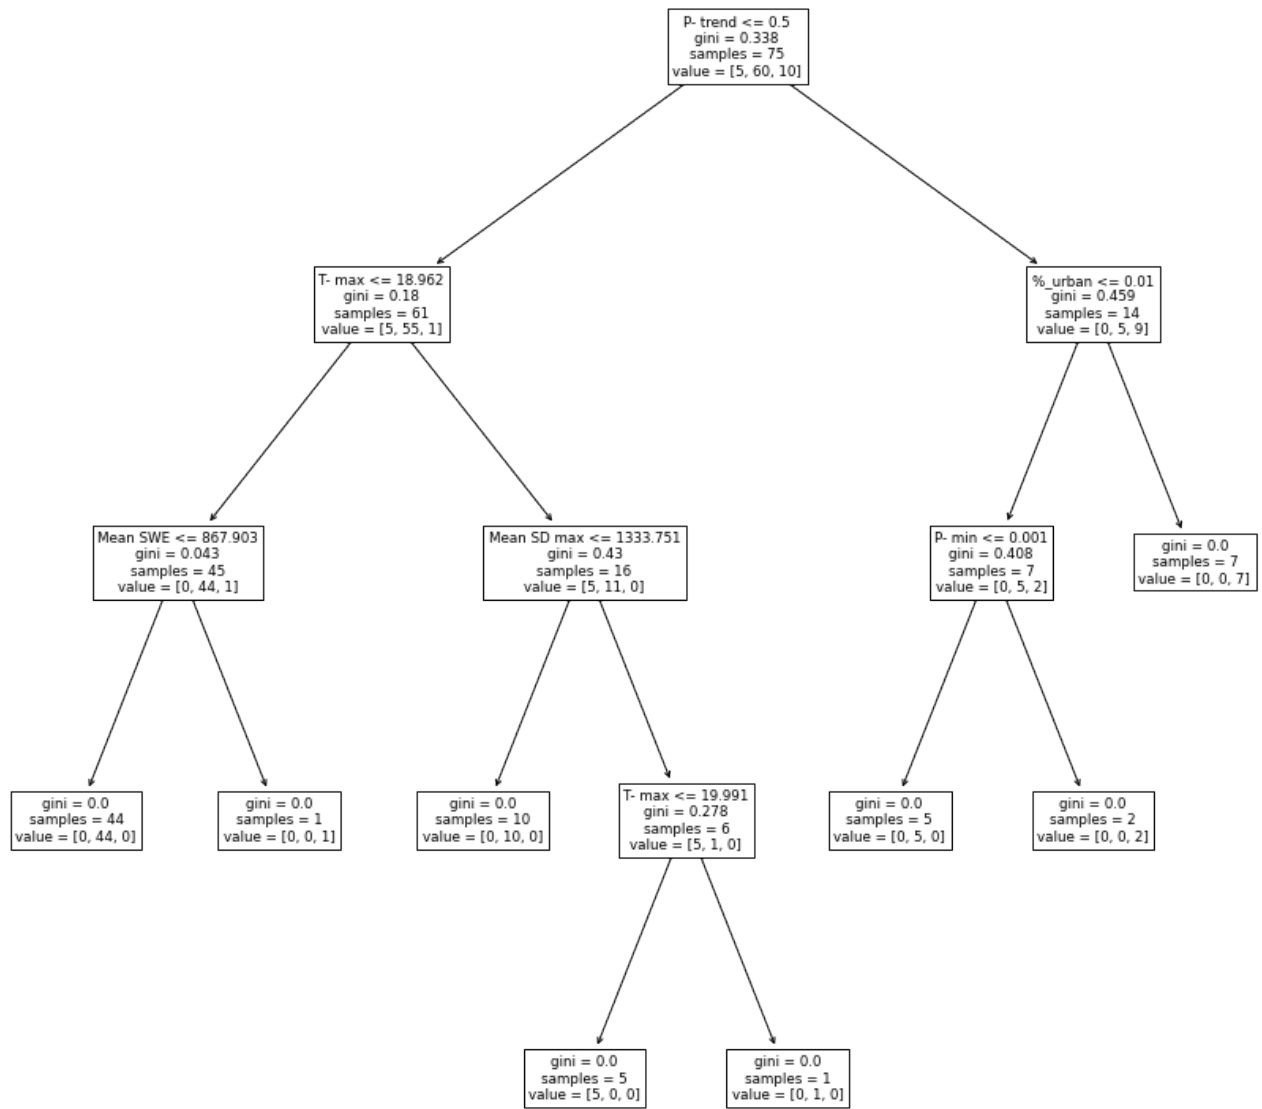 P- trend <= 0.5
gini = 0.338
samples = 75
value = [5, 60, 10]
T- max <= 18.962
gini = 0.18
samples = 61
value = [5, 55, 1]
%_urban <= 0.01
gini = 0.459
samples = 14
value = [0, 5, 9]
Mean SWE <= 867.903
gini = 0.043
samples = 45
value = [0, 44, 1]
Mean SD max <= 1333.751
gini = 0.43
samples = 16
value = [5, 11, 0]
P- min <= 0.001
gini = 0.408
samples = 7
value = [0, 5, 2]
gini = 0.0
samples = 7
value = [0, 0, 7]
gini = 0.0
samples = 44
value = [0, 44, 0]
gini = 0.0
samples = 1
value = [0, 0, 1]
gini = 0.0
samples = 10
value = [0, 10, 0]
T- max <= 19.991
gini = 0.278
samples = 6
value = [5, 1, 0]
gini = 0.0
samples = 5
value = [0, 5, 0]
gini = 0.0
samples = 2
value = [0, 0, 2]
gini = 0.0
samples = 5
value = [5, 0, 0]
gini = 0.0
samples = 1
value = [0, 1, 0]